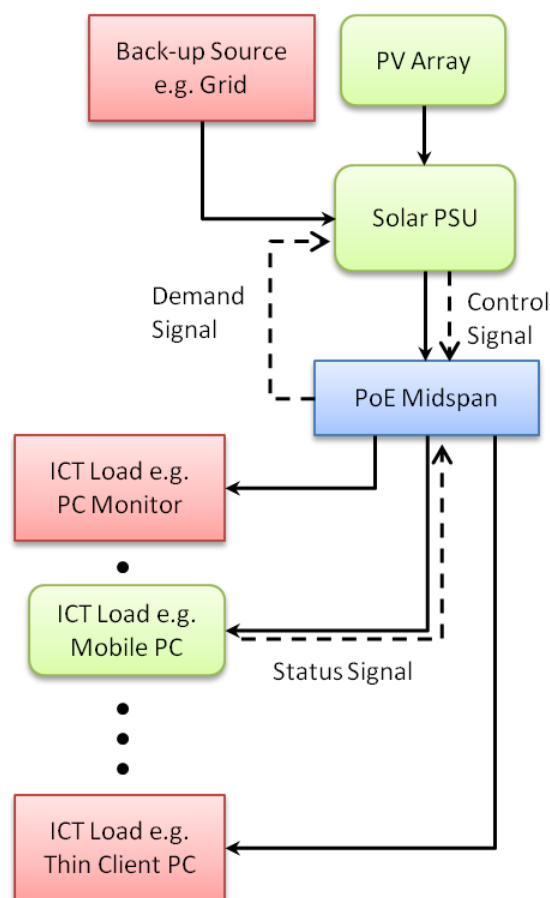 Back-up Source
e.g. Grid
PV Array
Solar PSU
Demand
Signal
Control
Signal
PoE Midspan
ICT Load e.g.
PC Monitor
ICT Load e.g.
Mobile PC
Status Signal
ICT Load e.g.
Thin Client PC